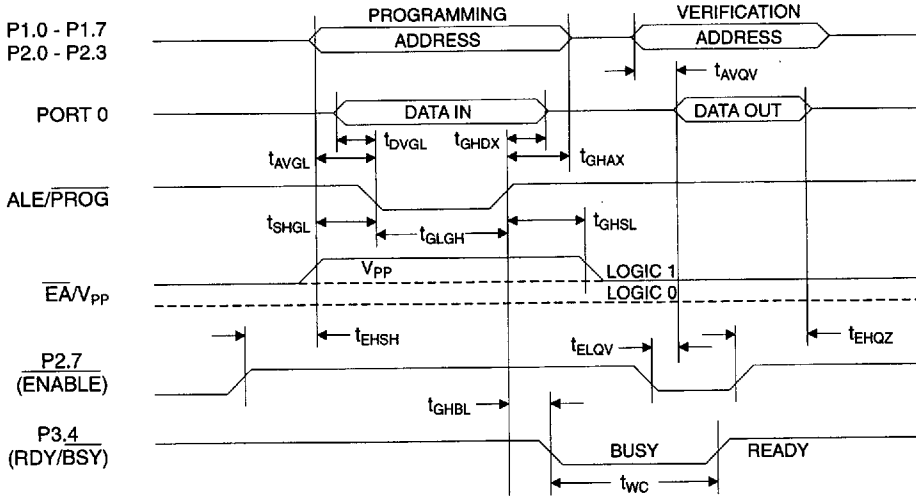 PROGRAMMING
VERIFICATION
P1.0 - P1.7
P2.0 - P2.3
ADDRESS
ADDRESS
tAVQV
PORT 0
DATA IN
DATA OUT
tDVGL
tGHDX
tAVGL
tGHAX
ALE/PROG
tSHGL
tGLGH
tGHSL
VPP
LOGIC 1
EA/VPP
LOGIC 0
tEHSH
tELQV
tEHQZ
P2.7
(ENABLE)
tGHBL
P3.4
(RDY/BSY)
BUSY
READY
tWC